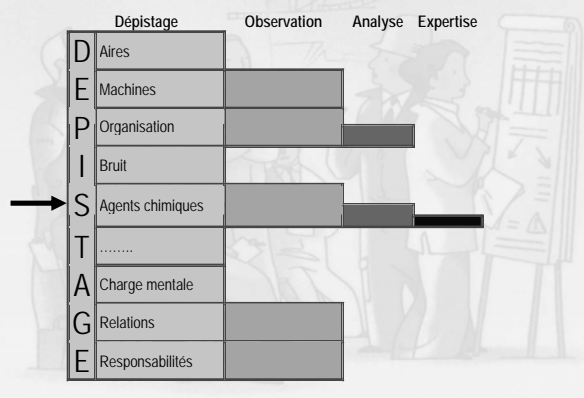 Dépistage Observation Analyse Expertise
D Aires
E Machines
P Organisation
I Bruit
S Agents chimiques
T ........
A Charge mentale
G Relations
E Responsabilités